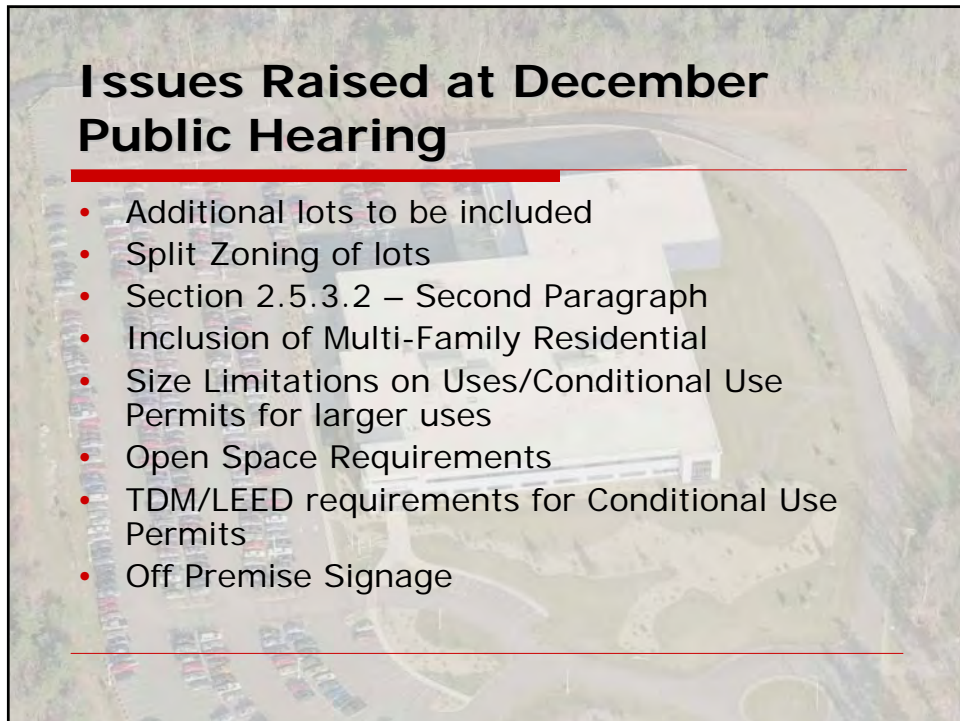 Issues Raised at December
Public Hearing
• Additional lots to be included
• Split Zoning of lots
• Section 2.5.3.2 – Second Paragraph
• Inclusion of Multi-Family Residential
• Size Limitations on Uses/Conditional Use
Permits for larger uses
• Open Space Requirements
• TDM/LEED requirements for Conditional Use
Permits
• Off Premise Signage